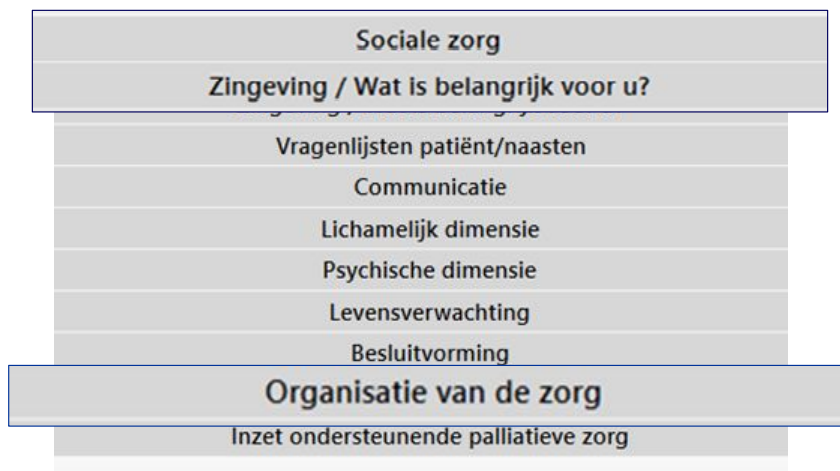 Sociale zorg
Zingeving / Wat is belangrijk voor u?
Vragenlijsten patiënt/naasten
Communicatie
Lichamelijk dimensie
Psychische dimensie
Levensverwachting
Besluitvorming
Organisatie van de zorg
Inzet ondersteunende palliatieve zorg